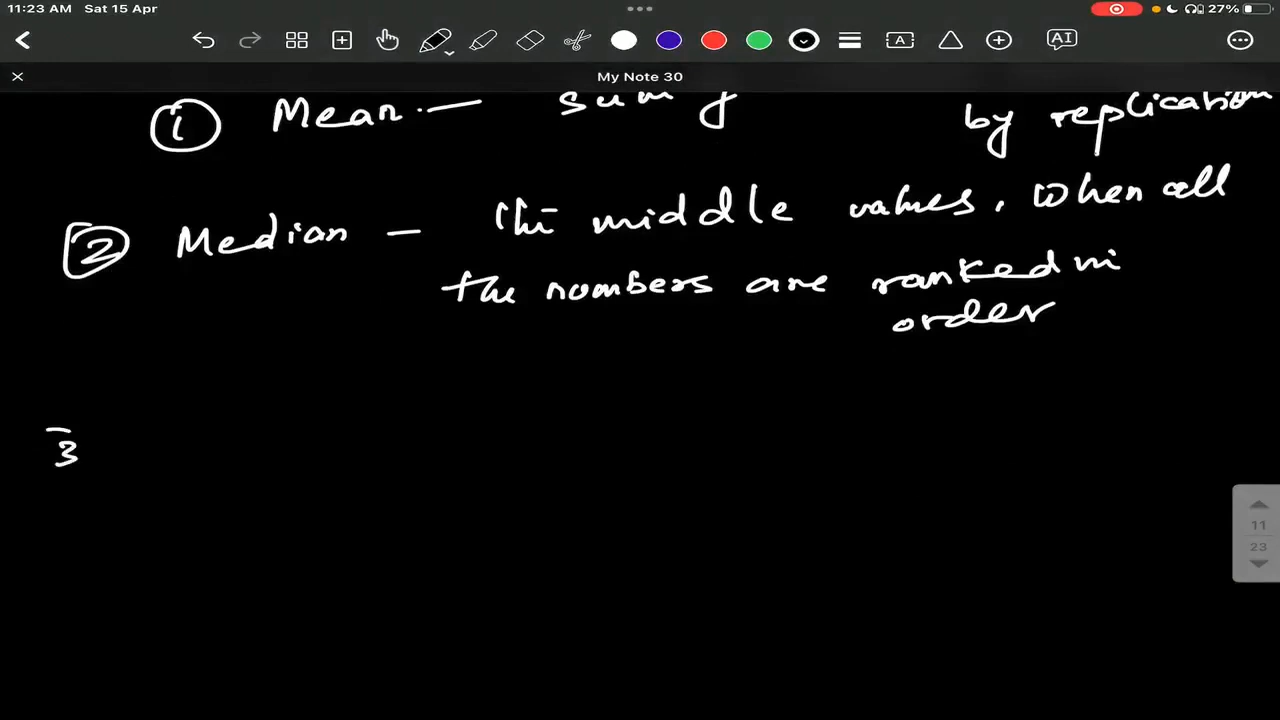 11:23 AM Sat 15 Apr
27%
A
AI
My Note 30
1 Mean. — sum by replication
2 Median - the middle values. When all
the numbers are ranked in
order
3
11
23